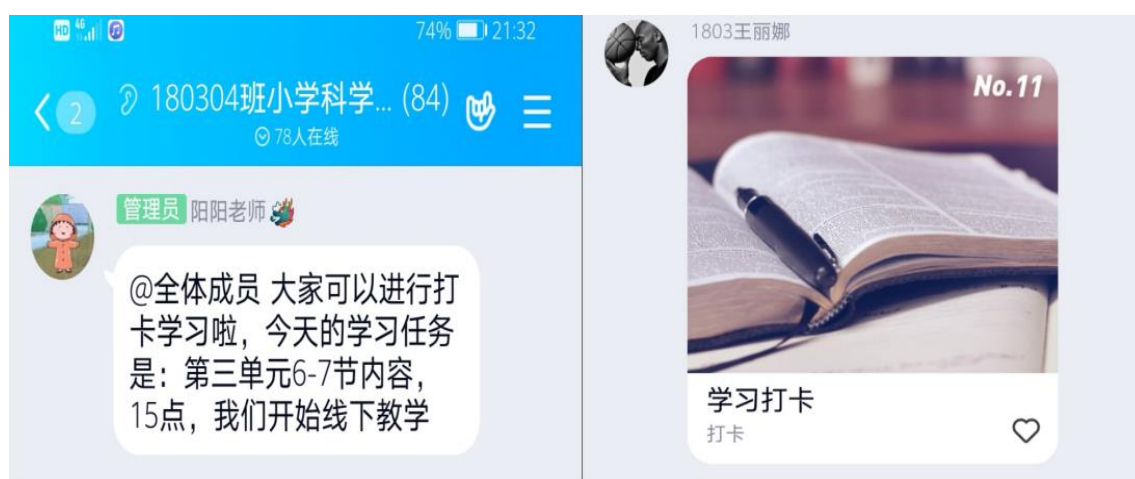 HD 4G 74% 21:32
2 180304班小学科学... (84)
78人在线
管理员 阳阳老师
@全体成员 大家可以进行打
卡学习啦，今天的学习任务
是：第三单元6-7节内容，
15点，我们开始线下教学
1803王丽娜
No.11
学习打卡
打卡